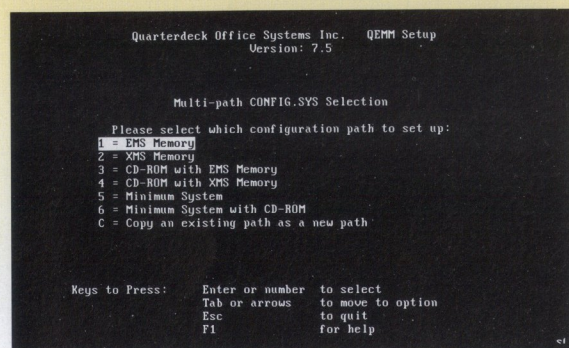 Quarterdeck Office Systems Inc. QEMM Setup
Version: 7.5
Multi-path CONFIG.SYS Selection
Please select which configuration path to set up:
1 = EMS Memory
2 = XMS Memory
3 = CD-ROM with EMS Memory
4 = CD-ROM with XMS Memory
5 = Minimum System
6 = Minimum System with CD-ROM
C = Copy an existing path as a new path
Keys to Press: Enter or number to select
Tab or arrows to move to option
Esc to quit
F1 for help